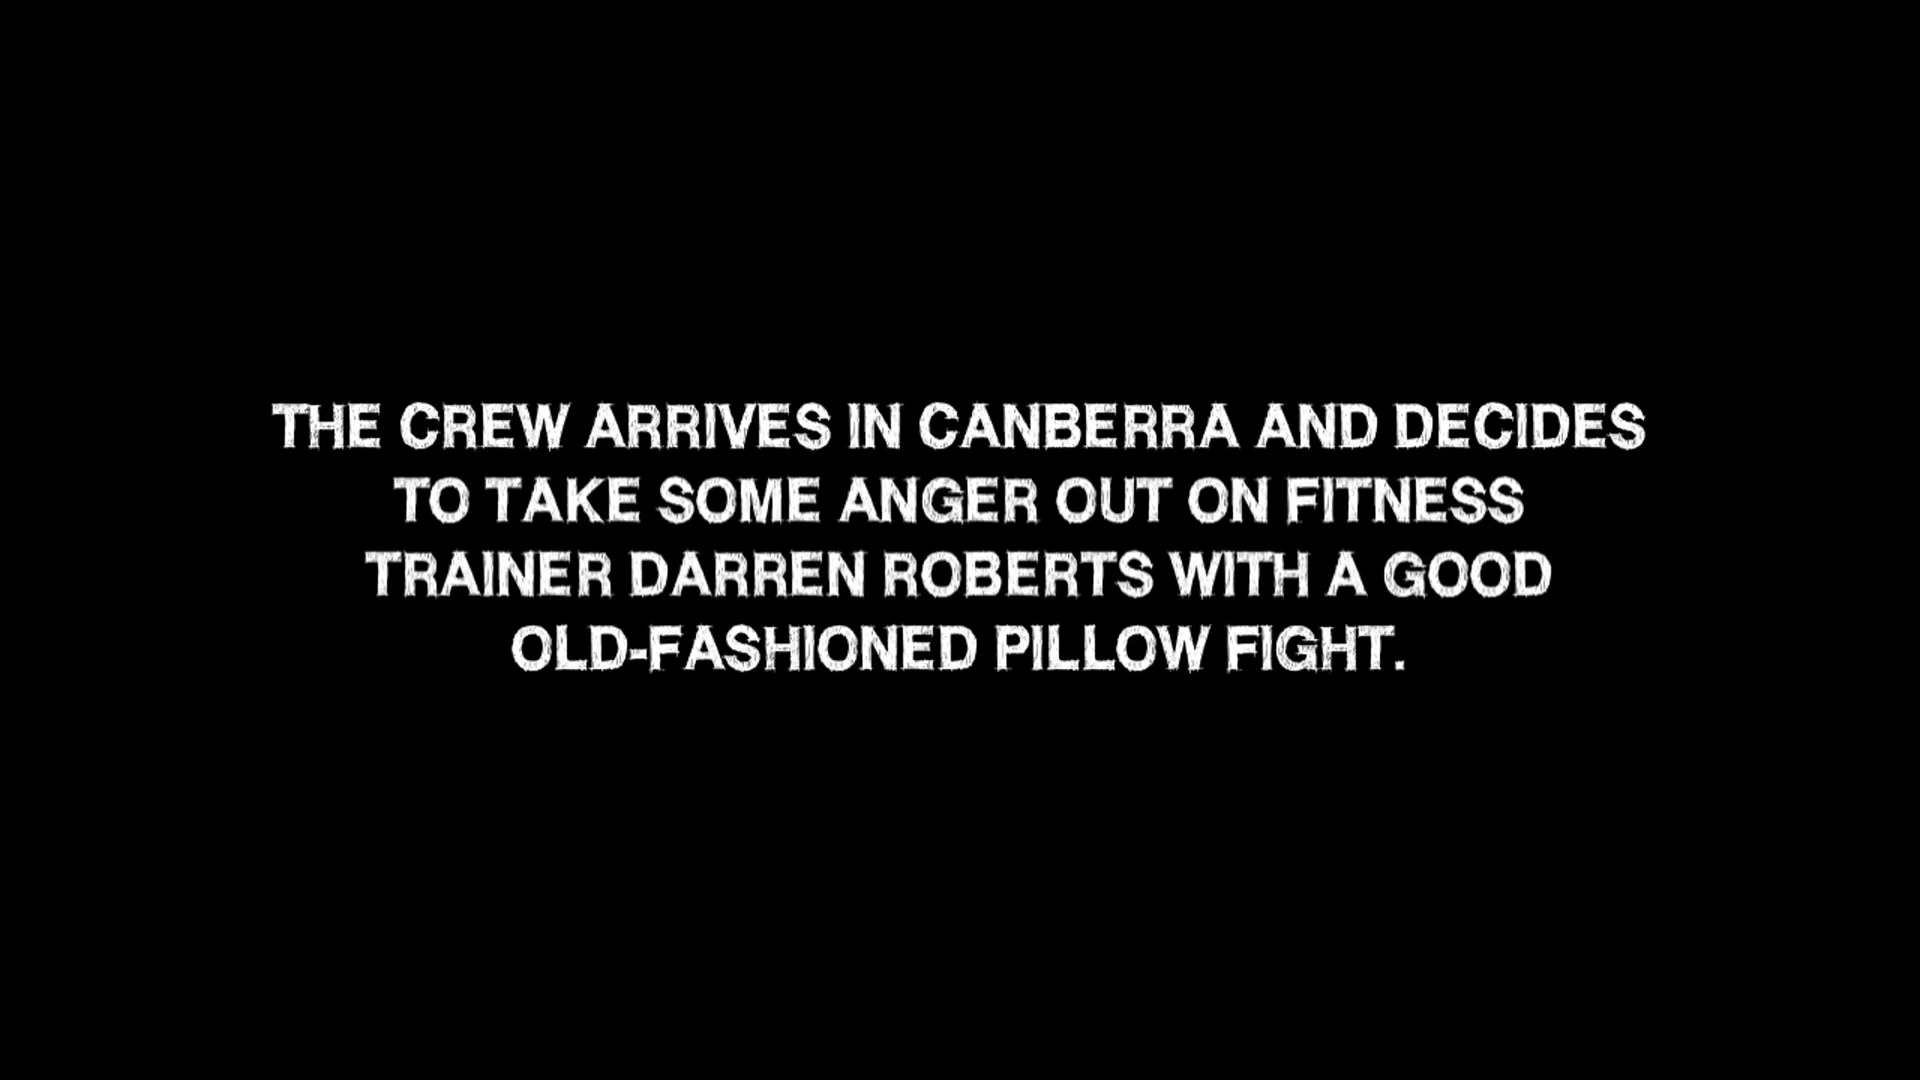 THE CREW ARRIVES IN CANBERRA AND DECIDES
TO TAKE SOME ANGER OUT ON FITNESS
TRAINER DARREN ROBERTS WITH A GOOD
OLD-FASHIONED PILLOW FIGHT.